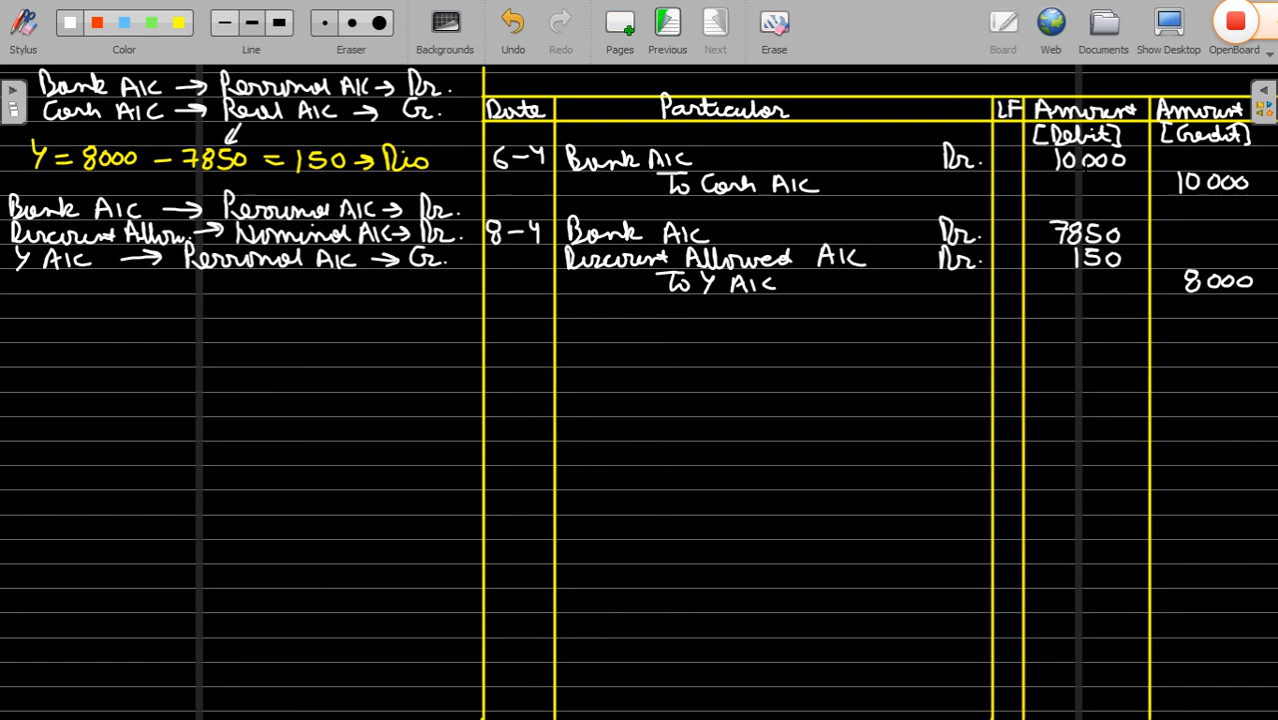 Stylus Color Line Eraser Backgrounds Undo Redo Pages Previous Next Erase Board Web Documents Show Desktop OpenBoard
Bank A/C → Personal A/C → Dr.
Cash A/C → Real A/C → Cr.
Y = 8000 - 7850 = 150 → Dis
Bank A/C → Personal A/C → Dr.
Discount Allow. → Nominal A/C → Dr.
Y A/C → Personal A/C → Cr.
Date Particular LF Amount Amount
[Debit] [Credit]
6-4 Bank A/C Dr. 10000
To Cash A/C 10000
8-4 Bank A/C Dr. 7850
Discount Allowed A/C Dr. 150
To Y A/C 8000